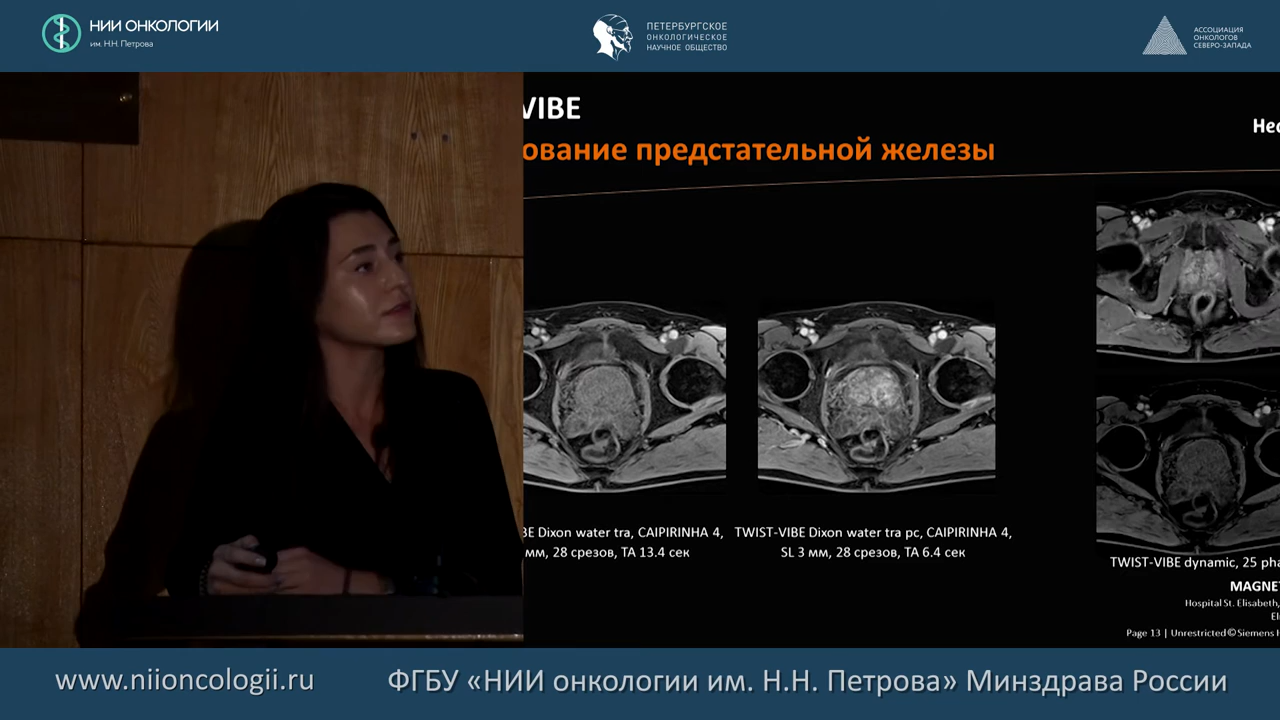 НИИ ОНКОЛОГИИ
им. Н.Н. Петрова
ПЕТЕРБУРГСКОЕ
ОНКОЛОГИЧЕСКОЕ
НАУЧНОЕ ОБЩЕСТВО
АССОЦИАЦИЯ
ОНКОЛОГОВ
СЕВЕРО-ЗАПАДА
VIBE
ование предстательной железы
Нес
BE Dixon water tra, CAIPIRINHA 4,
мм, 28 срезов, TA 13.4 сек
TWIST-VIBE Dixon water tra pc, CAIPIRINHA 4,
SL 3 мм, 28 срезов, TA 6.4 сек
TWIST-VIBE dynamic, 25 pha
MAGNE
Hospital St. Elisabeth,
El
Page 13 | Unrestricted © Siemens H
www.niioncologii.ru
ФГБУ «НИИ онкологии им. Н.Н. Петрова» Минздрава России